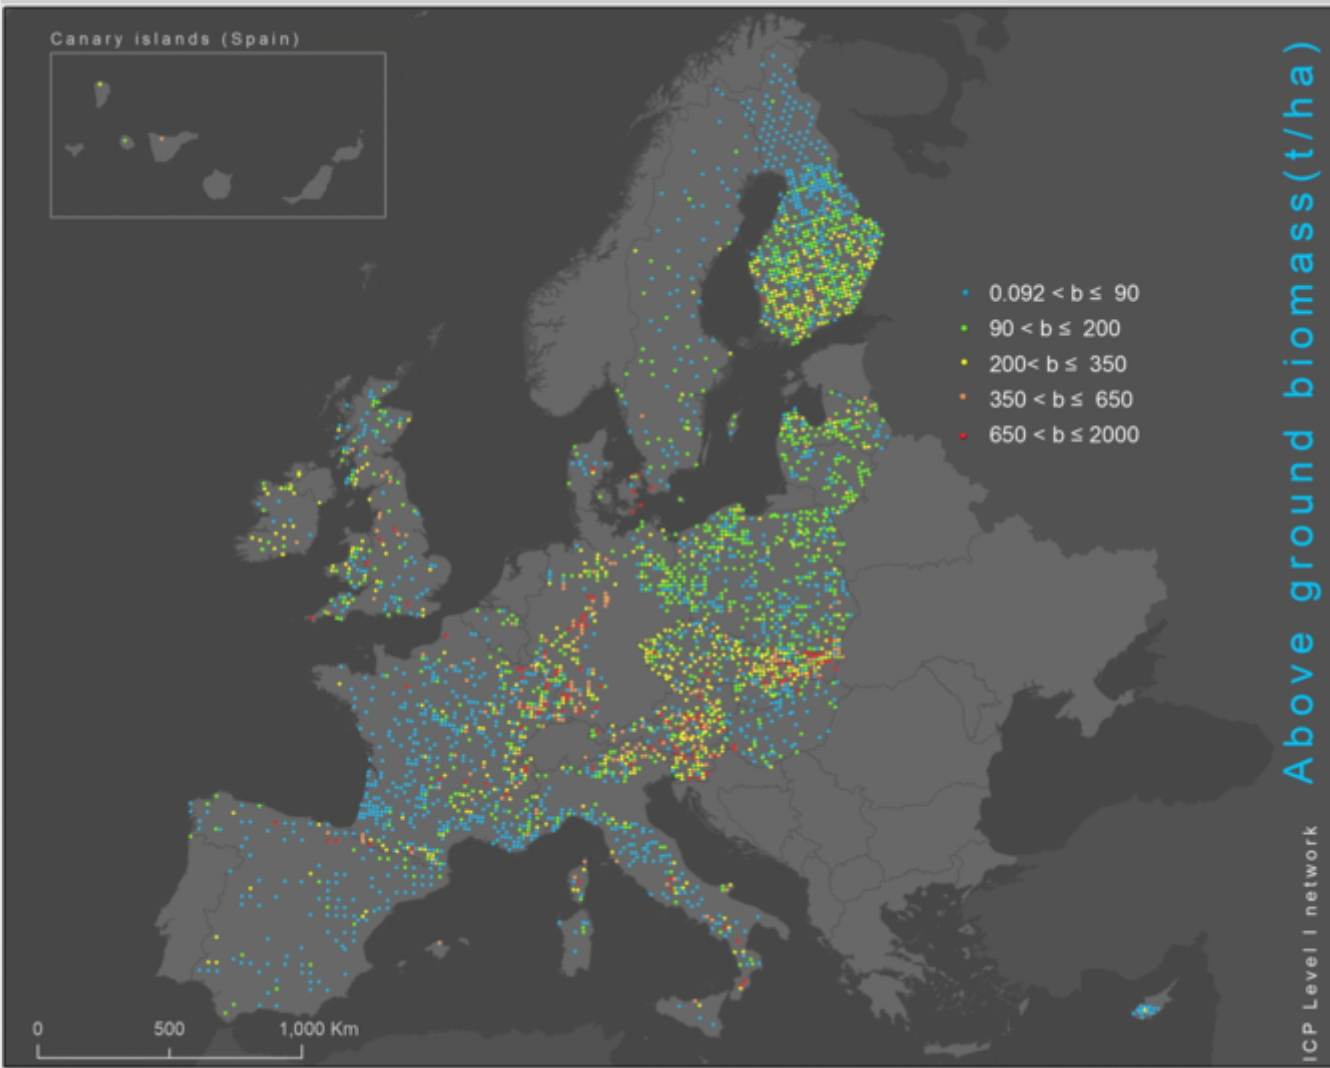 Canary islands (Spain)
0.092 < b ≤ 90
90 < b ≤ 200
200< b ≤ 350
350 < b ≤ 650
650 < b ≤ 2000
Above ground biomass(t/ha)
ICP Level I network
0 500 1,000 Km